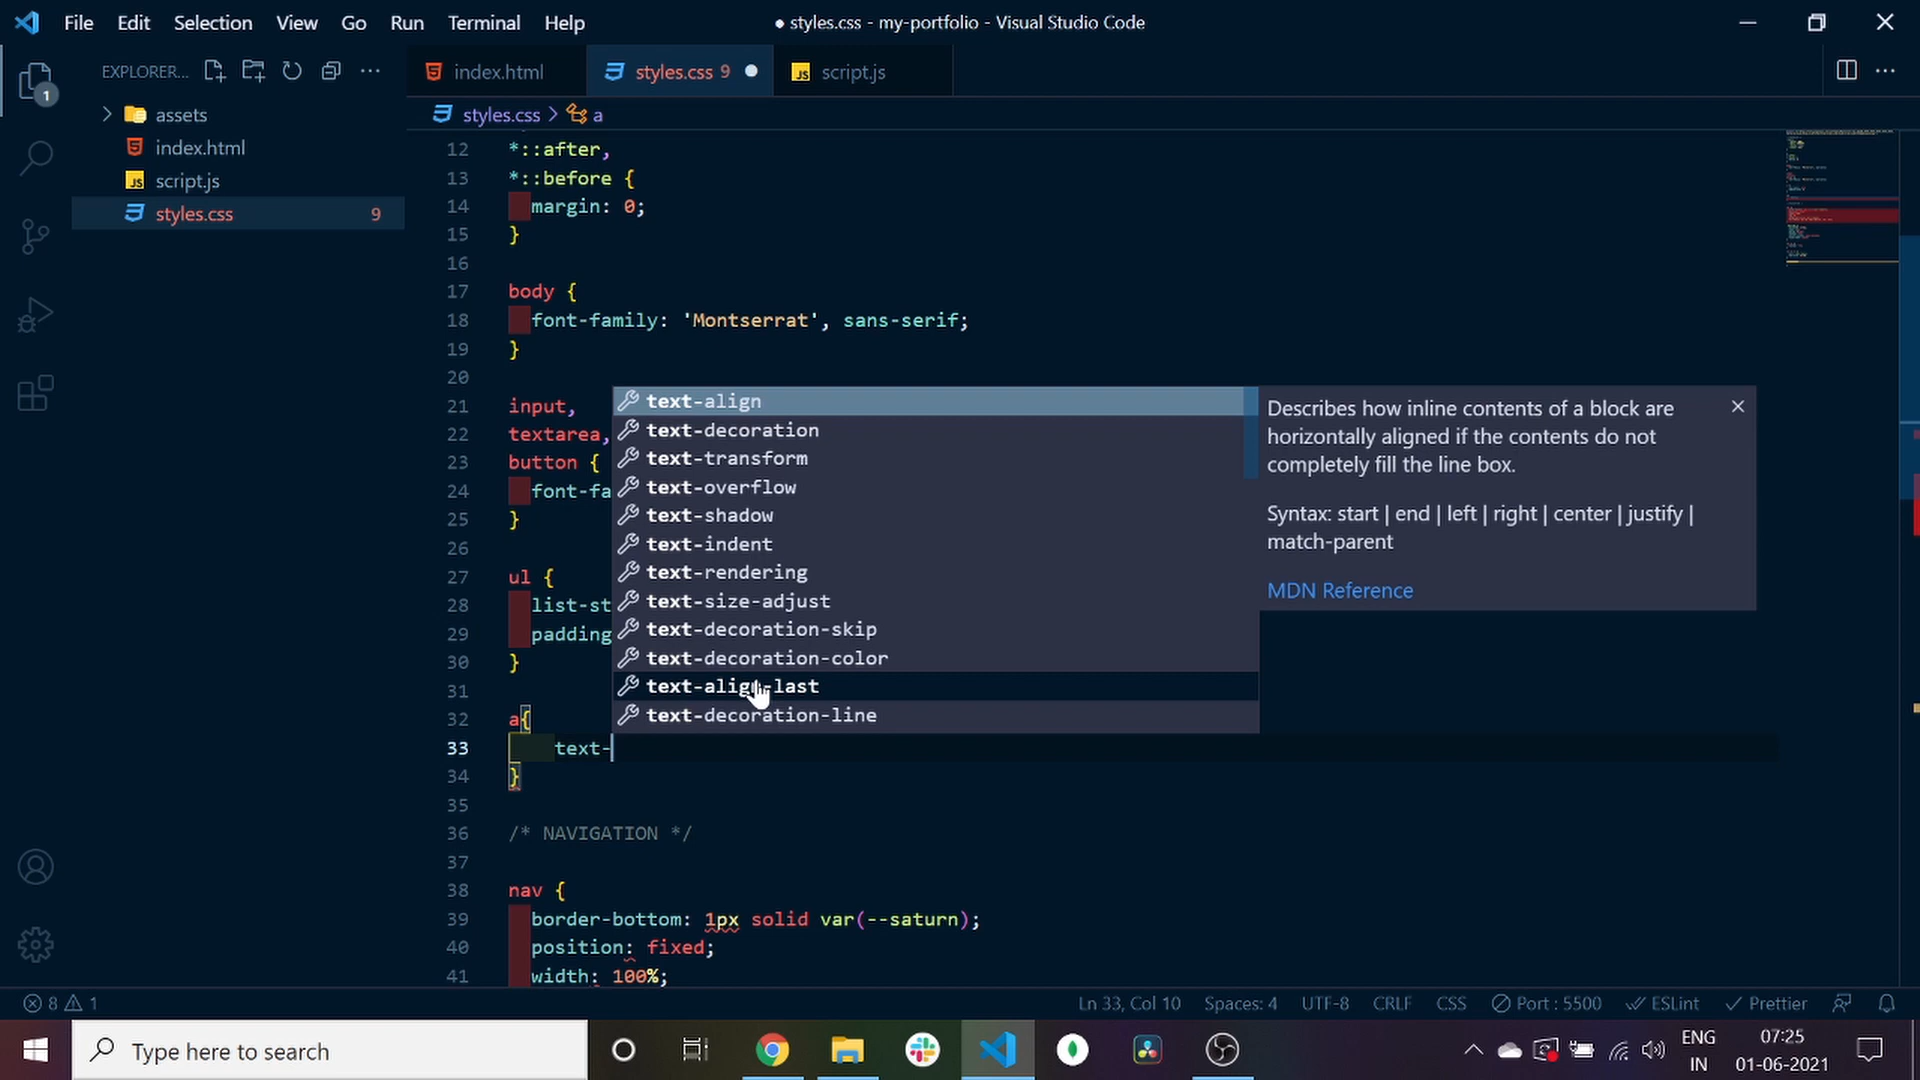 File Edit Selection View Go Run Terminal Help
● styles.css - my-portfolio - Visual Studio Code
EXPLORER...
index.html
styles.css 9
script.js
1
assets
index.html
script.js
styles.css 9
styles.css > a
12 *::after,
13 *::before {
14 margin: 0;
15 }
16
17 body {
18 font-family: 'Montserrat', sans-serif;
19 }
20
21 input,
22 textarea,
23 button {
24 font-fa
25 }
26
27 ul {
28 list-st
29 padding
30 }
31
32 a{
33 text-
34 }
35
36 /* NAVIGATION */
37
38 nav {
39 border-bottom: 1px solid var(--saturn);
40 position: fixed;
41 width: 100%;
text-align
text-decoration
text-transform
text-overflow
text-shadow
text-indent
text-rendering
text-size-adjust
text-decoration-skip
text-decoration-color
text-align-last
text-decoration-line
Describes how inline contents of a block are
horizontally aligned if the contents do not
completely fill the line box.
Syntax: start | end | left | right | center | justify |
match-parent
MDN Reference
8 1
Ln 33, Col 10 Spaces: 4 UTF-8 CRLF CSS Port : 5500 ESLint Prettier
Type here to search
ENG
IN
07:25
01-06-2021